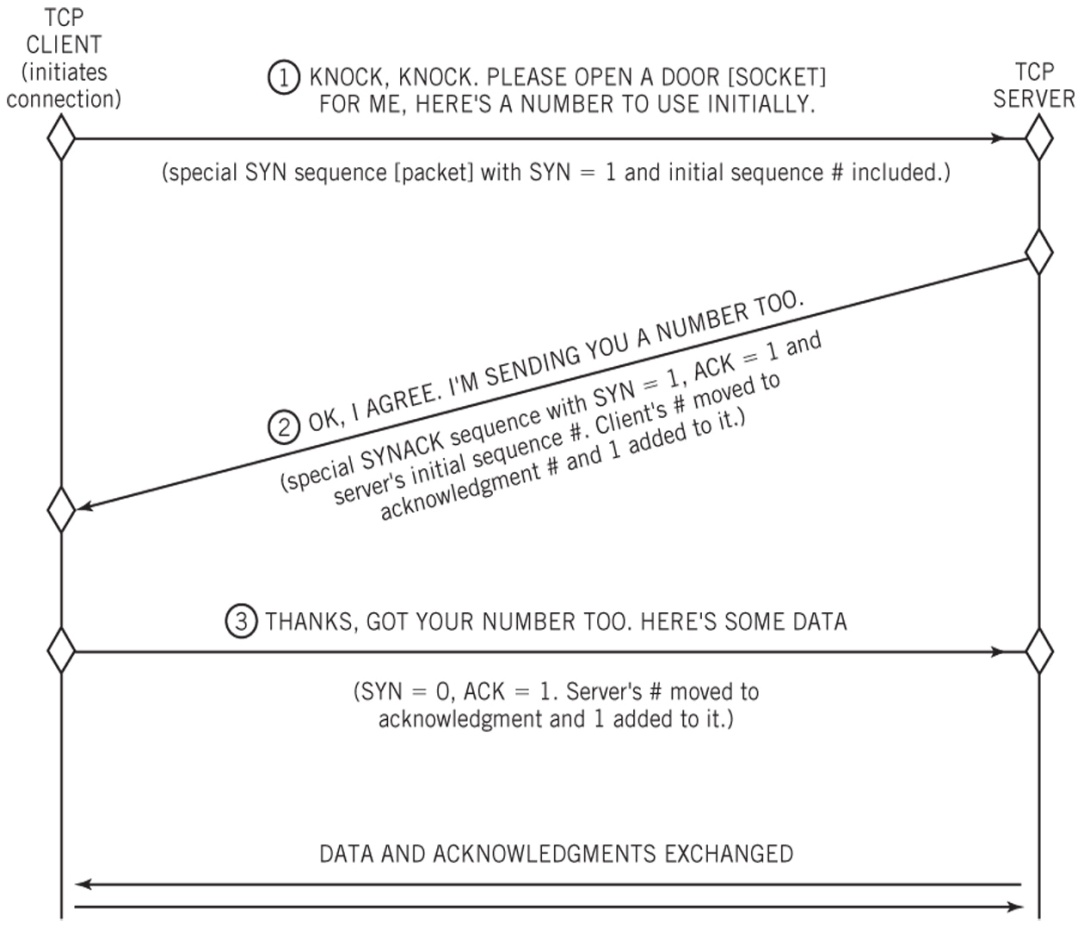 TCP
CLIENT
(initiates
connection)
① KNOCK, KNOCK. PLEASE OPEN A DOOR [SOCKET]
FOR ME, HERE'S A NUMBER TO USE INITIALLY.
TCP
SERVER
(special SYN sequence [packet] with SYN = 1 and initial sequence # included.)
② OK, I AGREE. I'M SENDING YOU A NUMBER TOO.
(special SYNACK sequence with SYN = 1, ACK = 1 and
server's initial sequence #. Client's # moved to
acknowledgment # and 1 added to it.)
③ THANKS, GOT YOUR NUMBER TOO. HERE'S SOME DATA
(SYN = 0, ACK = 1. Server's # moved to
acknowledgment and 1 added to it.)
DATA AND ACKNOWLEDGMENTS EXCHANGED